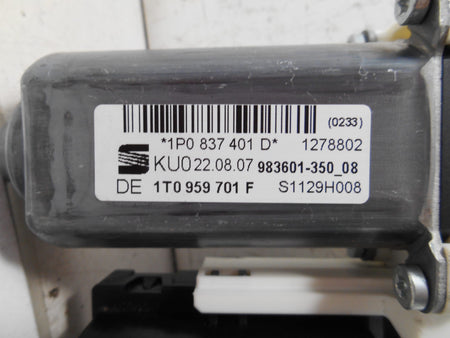 (0233)
*1P0 837 401 D* 1278802
KU0 22.08.07 983601-350_08
DE 1T0 959 701 F S1129H008